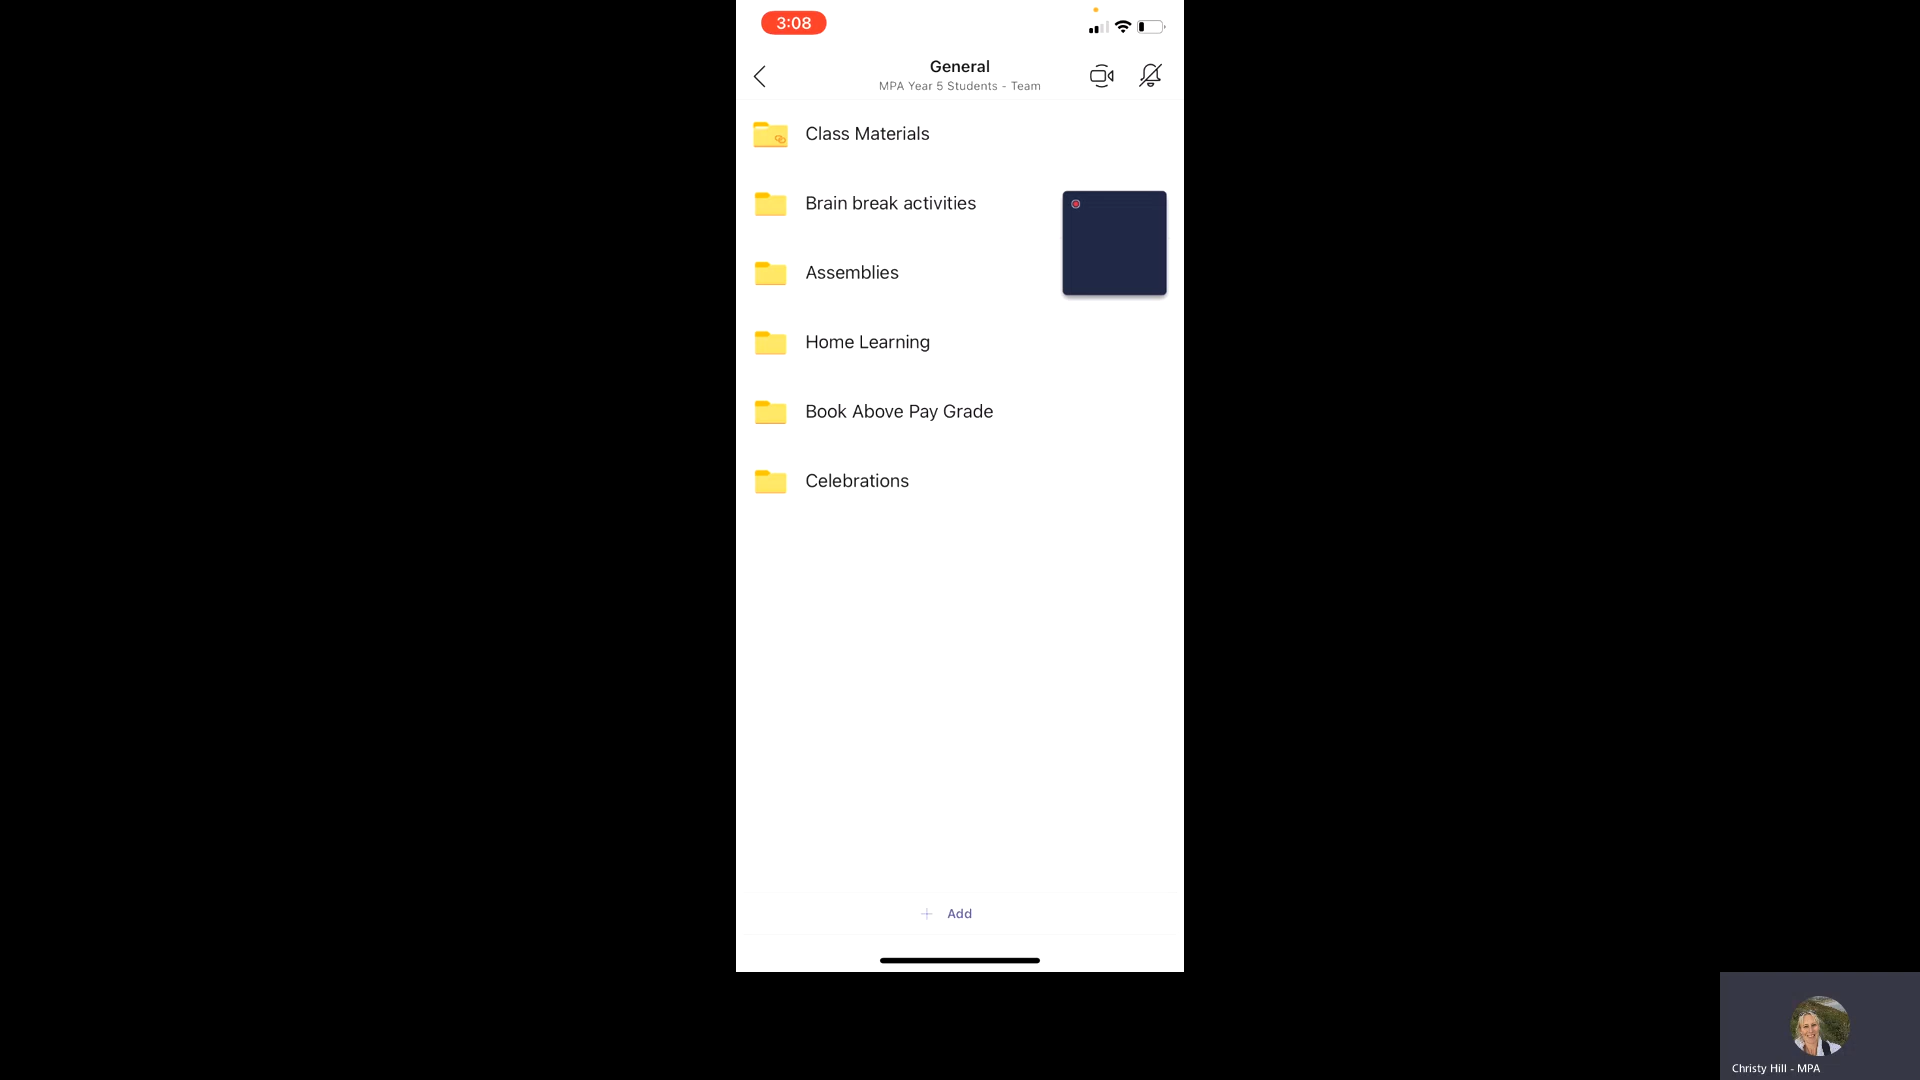 3:08
General
MPA Year 5 Students - Team
Class Materials
Brain break activities
Assemblies
Home Learning
Book Above Pay Grade
Celebrations
Add
Christy Hill - MPA